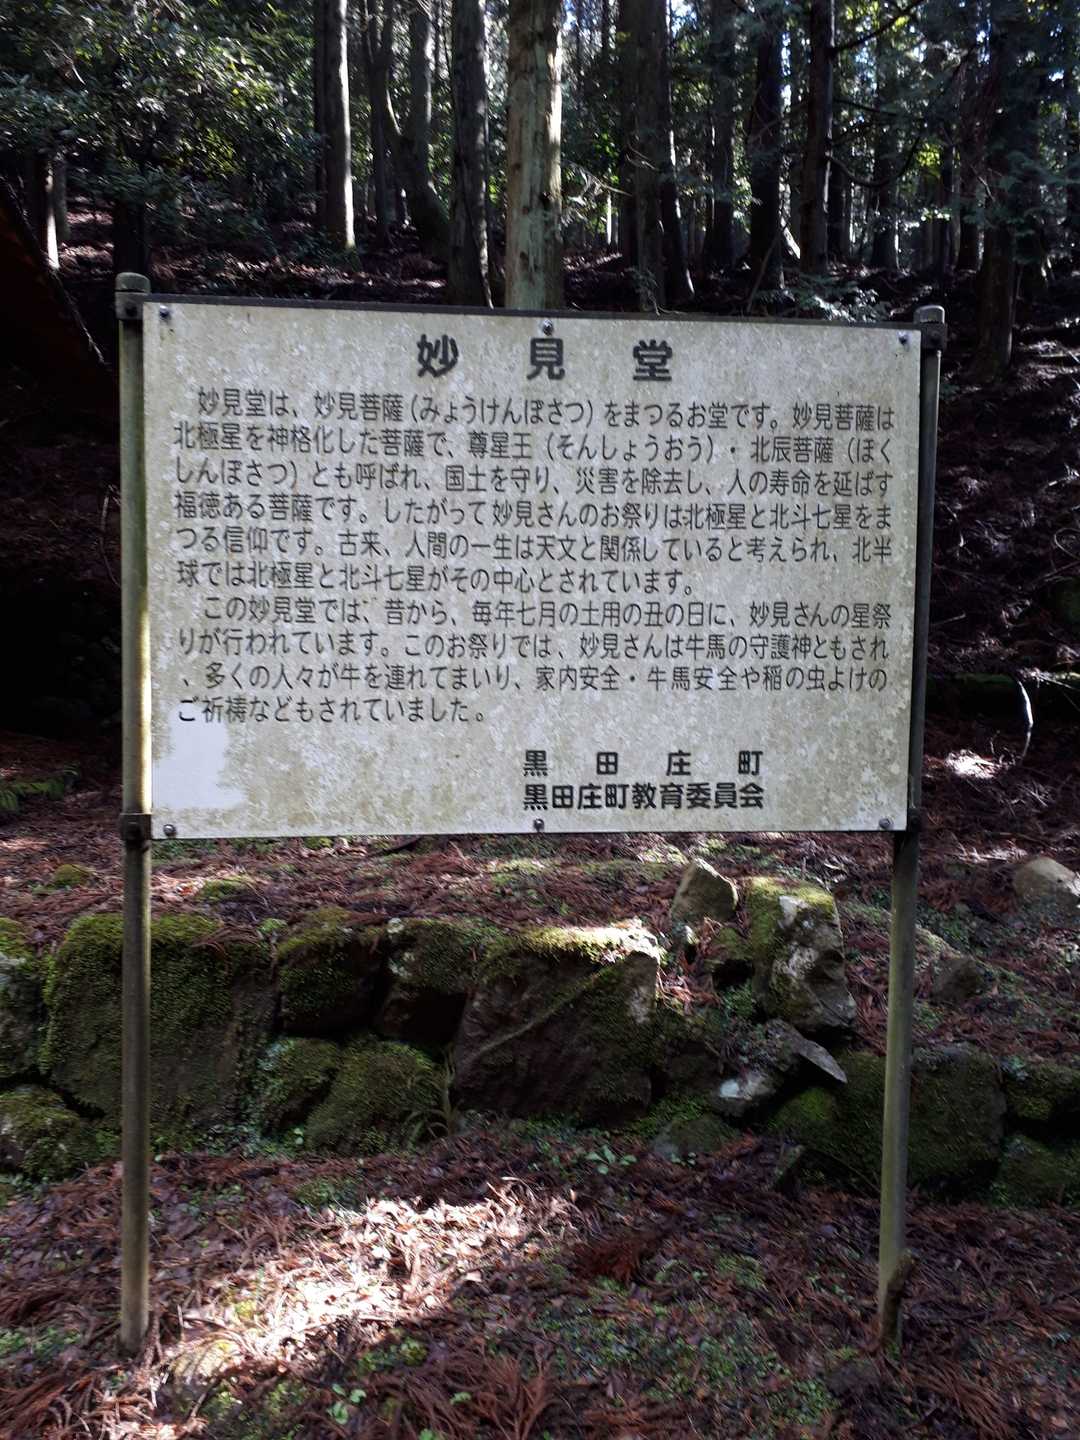 妙見堂
妙見堂は、妙見菩薩(みょうけんぼさつ)をまつるお堂です。妙見菩薩は
北極星を神格化した菩薩で、尊星王(そんしょうおう)・北辰菩薩(ほく
しんぼさつ)とも呼ばれ、国土を守り、災害を除去し、人の寿命を延ばす
福徳ある菩薩です。したがって妙見さんのお祭りは北極星と北斗七星をま
つる信仰です。古来、人間の一生は天文と関係していると考えられ、北半
球では北極星と北斗七星がその中心とされています。
この妙見堂では、昔から、毎年七月の土用の丑の日に、妙見さんの星祭
りが行われています。このお祭りでは、妙見さんは牛馬の守護神ともされ
、多くの人々が牛を連れてまいり、家内安全・牛馬安全や稲の虫よけの
ご祈祷などもされていました。
黒田庄町
黒田庄町教育委員会